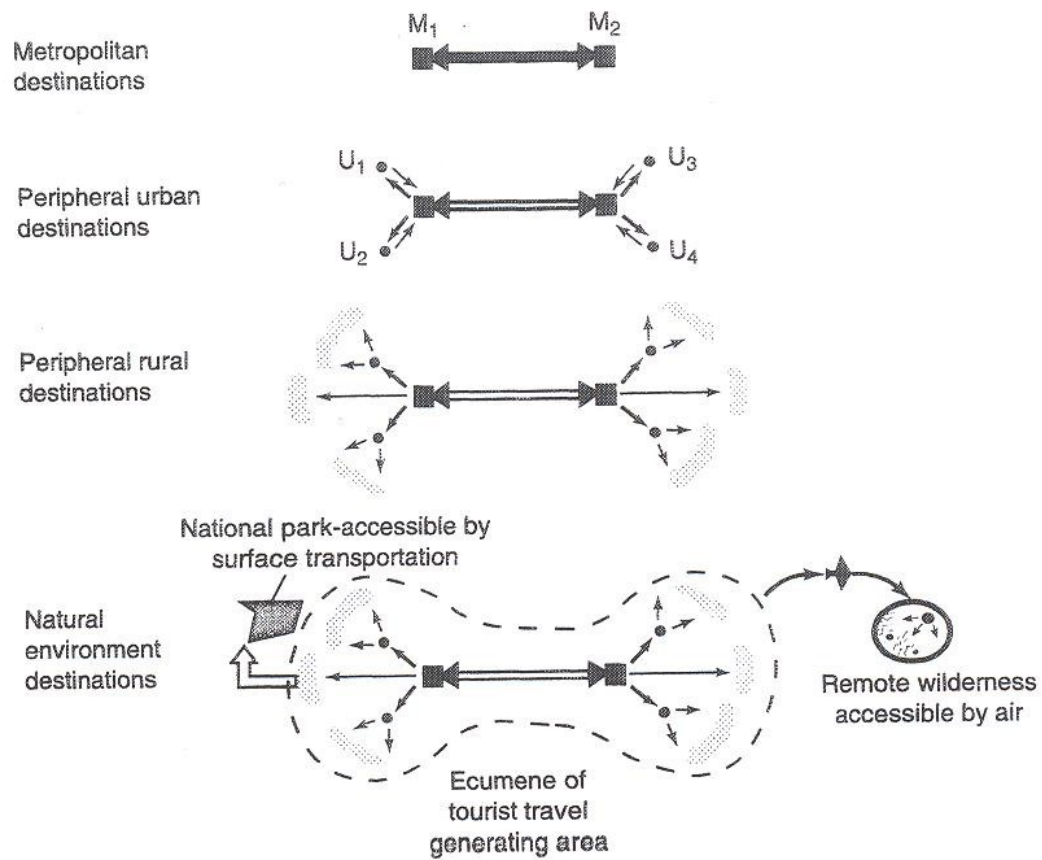 M₁ M₂
Metropolitan
destinations
U₁ U₃
Peripheral urban
destinations
U₂ U₄
Peripheral rural
destinations
National park-accessible by
surface transportation
Natural
environment
destinations
Remote wilderness
accessible by air
Ecumene of
tourist travel
generating area